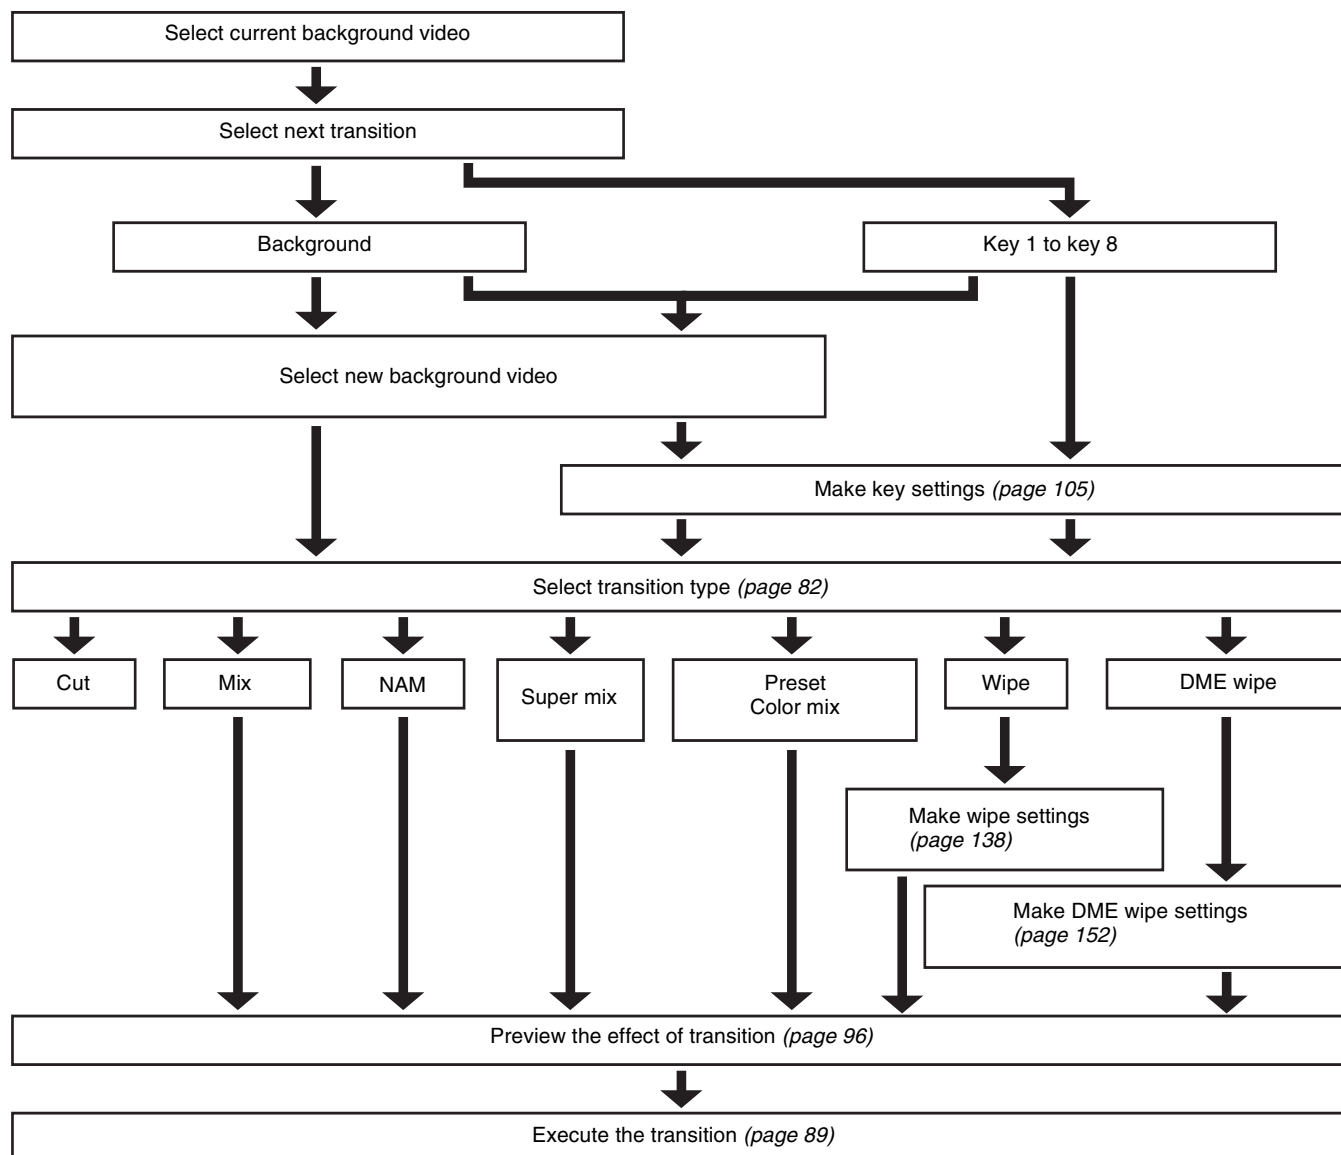 Select current background video
Select next transition
Background
Key 1 to key 8
Select new background video
Make key settings (page 105)
Select transition type (page 82)
Cut
Mix
NAM
Super mix
Preset
Color mix
Wipe
DME wipe
Make wipe settings
(page 138)
Make DME wipe settings
(page 152)
Preview the effect of transition (page 96)
Execute the transition (page 89)